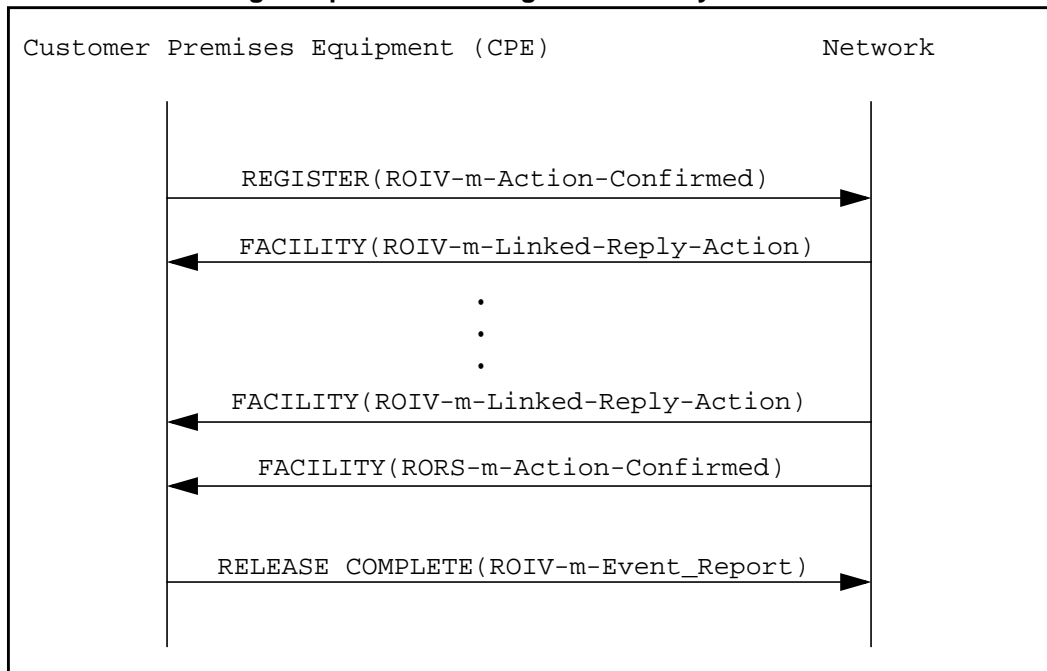 Customer Premises Equipment (CPE) Network
REGISTER(ROIV-m-Action-Confirmed)
FACILITY(ROIV-m-Linked-Reply-Action)
.
.
.
FACILITY(ROIV-m-Linked-Reply-Action)
FACILITY(RORS-m-Action-Confirmed)
RELEASE COMPLETE(ROIV-m-Event_Report)